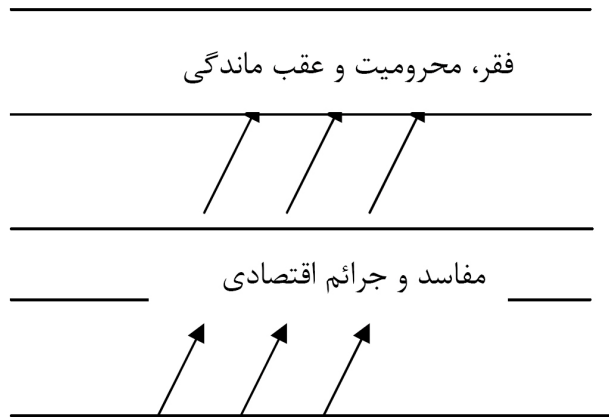 فقر، محرومیت و عقب ماندگی
مفاسد و جرائم اقتصادی